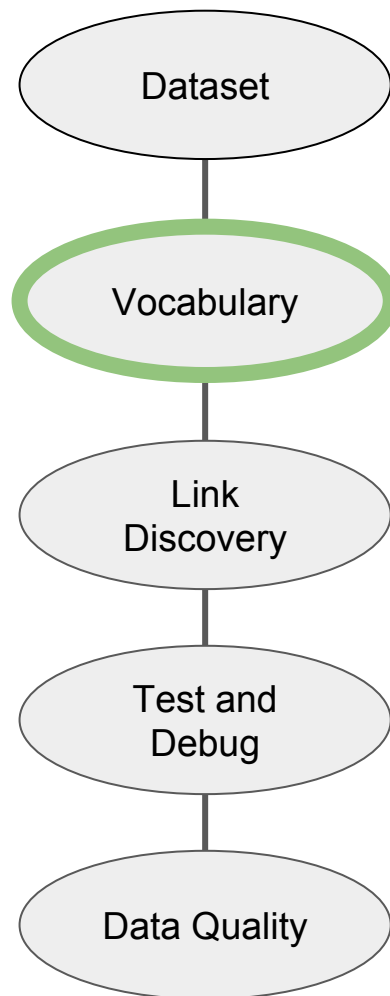 Dataset
Vocabulary
Link
Discovery
Test and
Debug
Data Quality